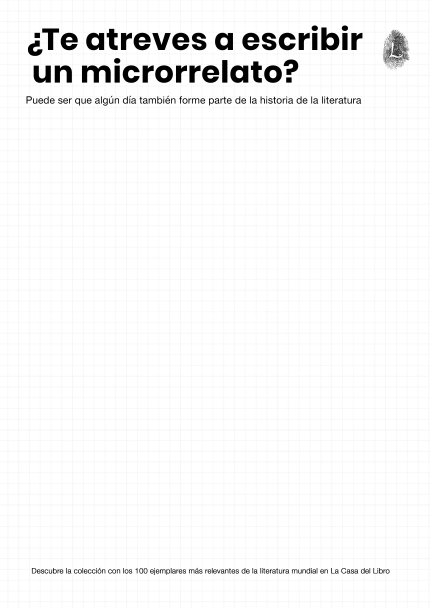 ¿Te atreves a escribir
un microrrelato?
L
Puede ser que algún día también forme parte de la historia de la literatura
Descubre la colección con los 100 ejemplares más relevantes de la literatura mundial en La Casa del Libro